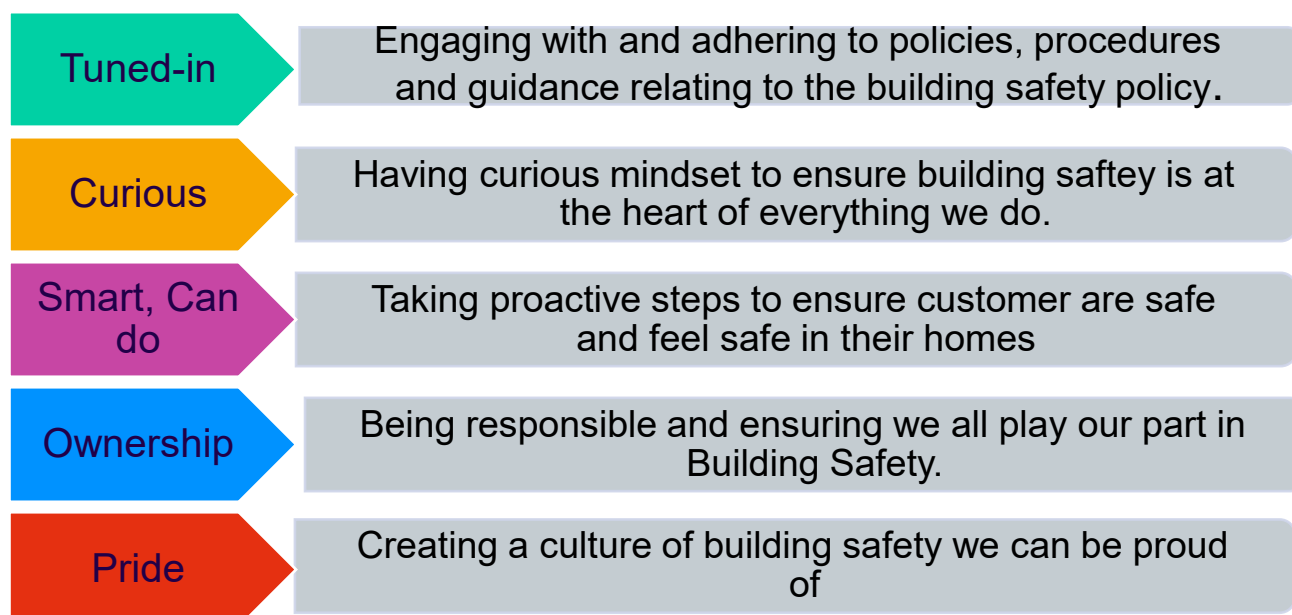 Tuned-in
Engaging with and adhering to policies, procedures
and guidance relating to the building safety policy.
Curious
Having curious mindset to ensure building saftey is at
the heart of everything we do.
Smart, Can
do
Taking proactive steps to ensure customer are safe
and feel safe in their homes
Ownership
Being responsible and ensuring we all play our part in
Building Safety.
Pride
Creating a culture of building safety we can be proud
of